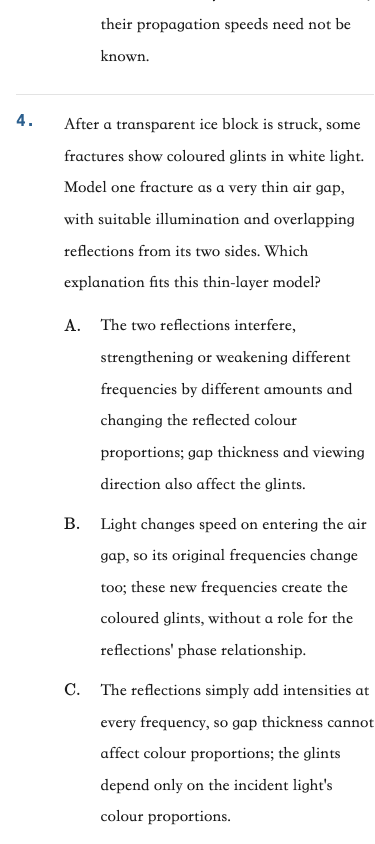 their propagation speeds need not be
known.
4. After a transparent ice block is struck, some
fractures show coloured glints in white light.
Model one fracture as a very thin air gap,
with suitable illumination and overlapping
reflections from its two sides. Which
explanation fits this thin-layer model?
A. The two reflections interfere,
strengthening or weakening different
frequencies by different amounts and
changing the reflected colour
proportions; gap thickness and viewing
direction also affect the glints.
B. Light changes speed on entering the air
gap, so its original frequencies change
too; these new frequencies create the
coloured glints, without a role for the
reflections' phase relationship.
C. The reflections simply add intensities at
every frequency, so gap thickness cannot
affect colour proportions; the glints
depend only on the incident light's
colour proportions.